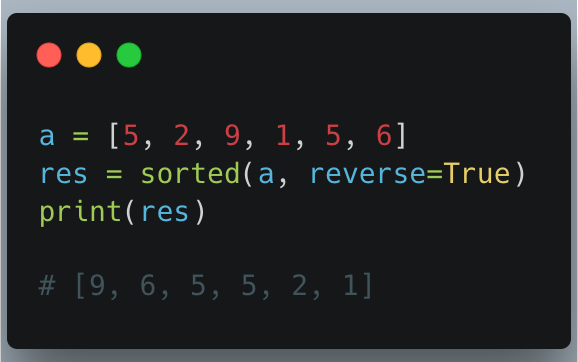 a = [5, 2, 9, 1, 5, 6]
res = sorted(a, reverse=True)
print(res)
# [9, 6, 5, 5, 2, 1]